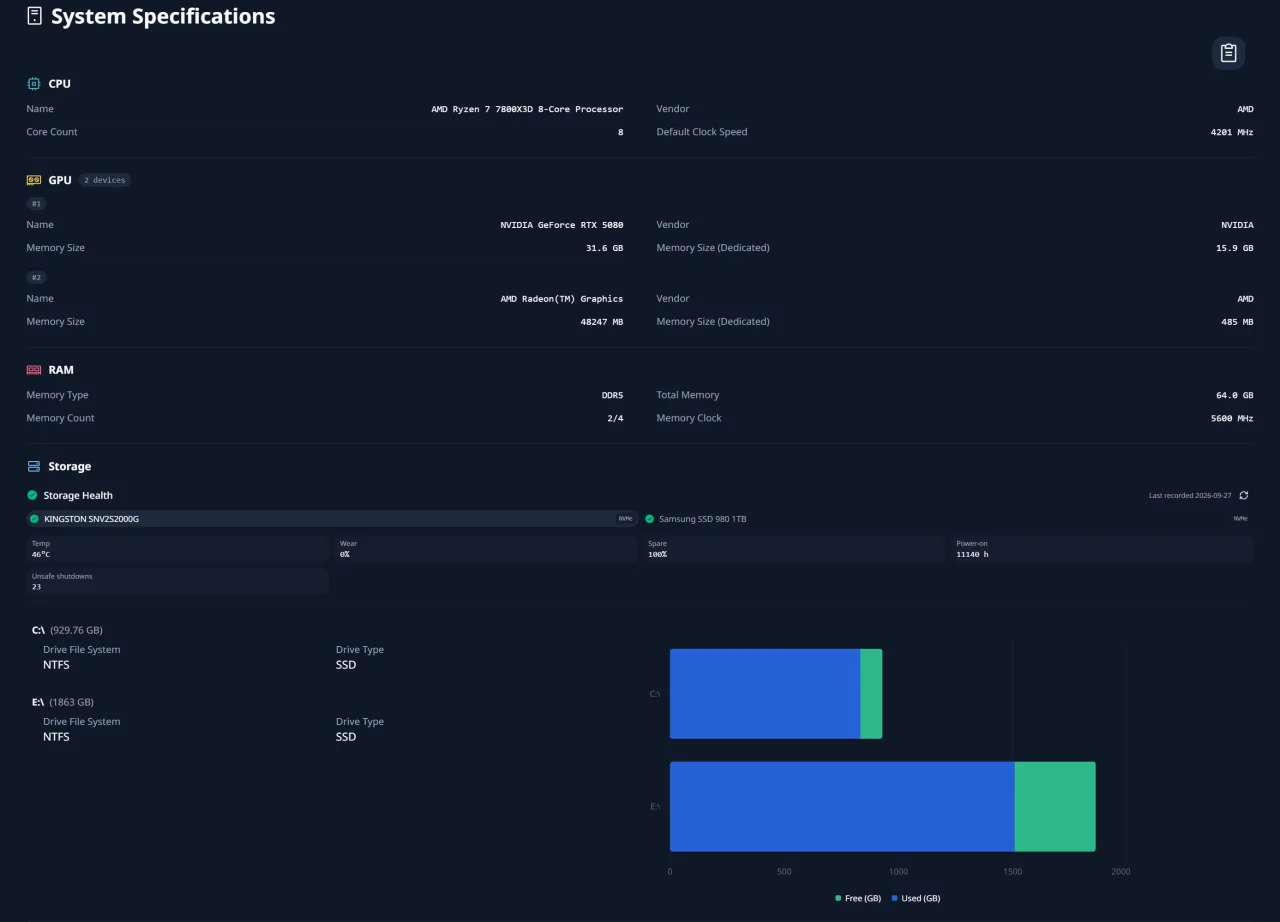 System Specifications
CPU
Name AMD Ryzen 7 7800X3D 8-Core Processor Vendor AMD
Core Count 8 Default Clock Speed 4201 MHz
GPU 2 devices
#1
Name NVIDIA GeForce RTX 5080 Vendor NVIDIA
Memory Size 31.6 GB Memory Size (Dedicated) 15.9 GB
#2
Name AMD Radeon(TM) Graphics Vendor AMD
Memory Size 48247 MB Memory Size (Dedicated) 485 MB
RAM
Memory Type DDR5 Total Memory 64.0 GB
Memory Count 2/4 Memory Clock 5600 MHz
Storage
Storage Health Last recorded 2026-09-27
KINGSTON SNV2S2000G NVMe Samsung SSD 980 1TB NVMe
Temp Wear Spare Power-on
46°C 0% 100% 11140 h
Unsafe shutdowns
23
C:\ (929.76 GB)
Drive File System Drive Type
NTFS SSD
E:\ (1863 GB)
Drive File System Drive Type
NTFS SSD
C:\
E:\
0 500 1000 1500 2000
Free (GB) Used (GB)